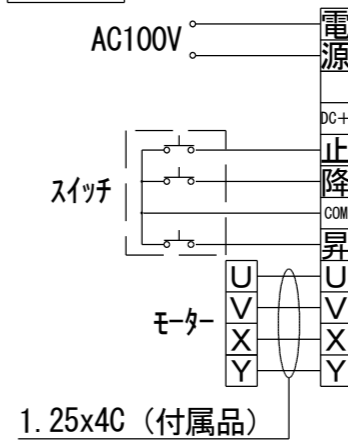 AC100V
電
源
DC+
止
降
COM
昇
スイッチ
モーター
U U
V V
X X
Y Y
1.25x4C (付属品)